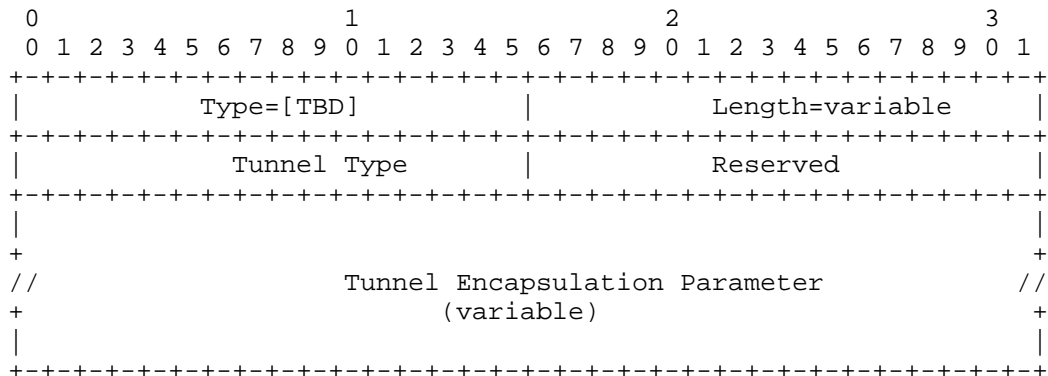 0                   1                   2                   3
0 1 2 3 4 5 6 7 8 9 0 1 2 3 4 5 6 7 8 9 0 1 2 3 4 5 6 7 8 9 0 1
+-+-+-+-+-+-+-+-+-+-+-+-+-+-+-+-+-+-+-+-+-+-+-+-+-+-+-+-+-+-+-+-+
|           Type=[TBD]          |           Length=variable     |
+-+-+-+-+-+-+-+-+-+-+-+-+-+-+-+-+-+-+-+-+-+-+-+-+-+-+-+-+-+-+-+-+
|             Tunnel Type       |           Reserved            |
+-+-+-+-+-+-+-+-+-+-+-+-+-+-+-+-+-+-+-+-+-+-+-+-+-+-+-+-+-+-+-+-+
|                                                               |
+                                                               +
//                   Tunnel Encapsulation Parameter            //
+                          (variable)                           +
|                                                               |
+-+-+-+-+-+-+-+-+-+-+-+-+-+-+-+-+-+-+-+-+-+-+-+-+-+-+-+-+-+-+-+-+